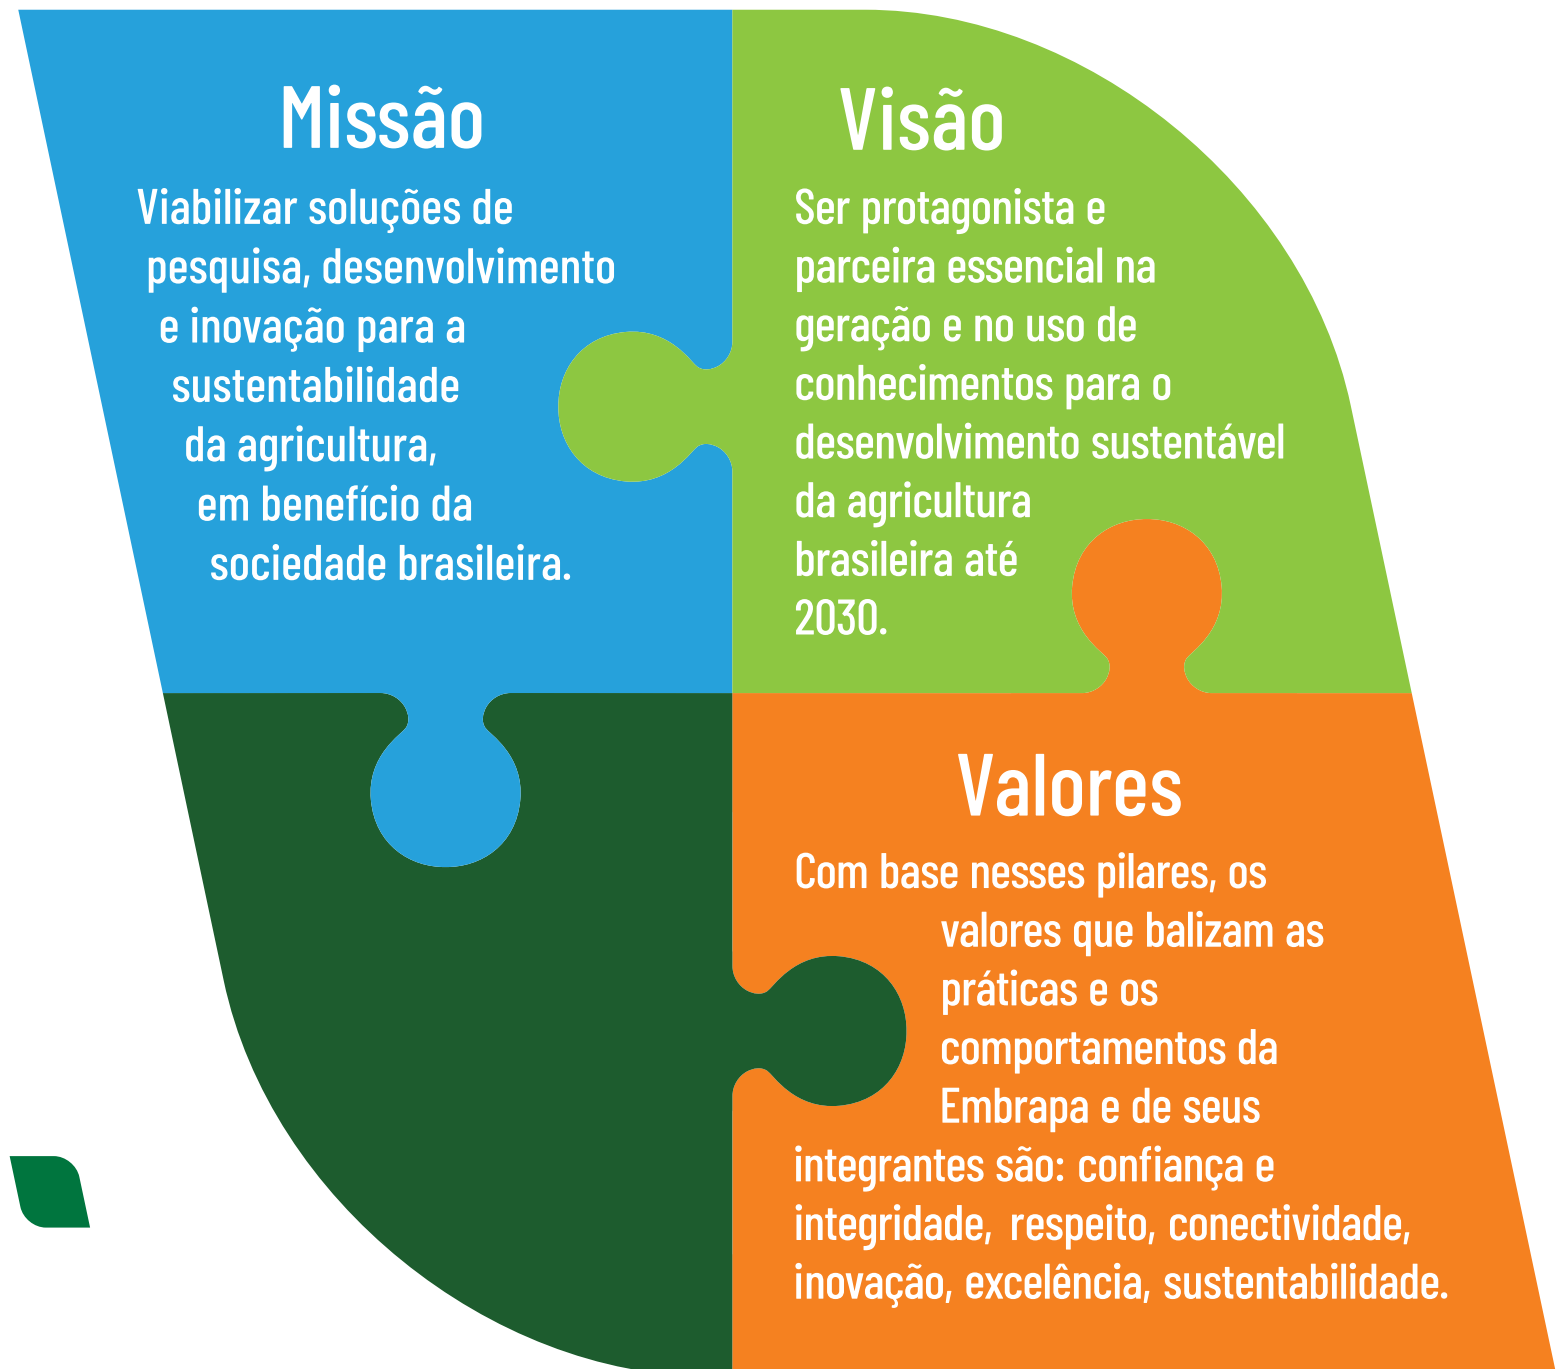 Missão
Viabilizar soluções de
pesquisa, desenvolvimento
e inovação para a
sustentabilidade
da agricultura,
em benefício da
sociedade brasileira.
Visão
Ser protagonista e
parceira essencial na
geração e no uso de
conhecimentos para o
desenvolvimento sustentável
da agricultura
brasileira até
2030.
Valores
Com base nesses pilares, os
valores que balizam as
práticas e os
comportamentos da
Embrapa e de seus
integrantes são: confiança e
integridade, respeito, conectividade,
inovação, excelência, sustentabilidade.